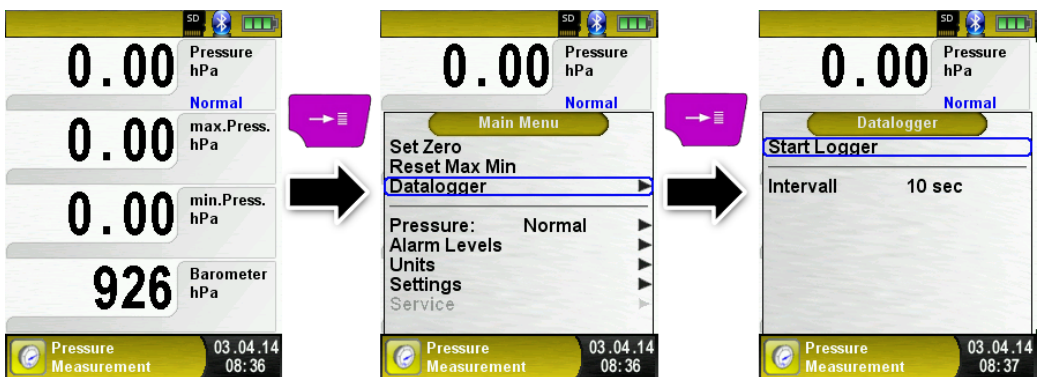 SD
0.00 Pressure
hPa
Normal
0.00 max.Press.
hPa
0.00 min.Press.
hPa
926 Barometer
hPa
Pressure 03.04.14
Measurement 08:36
SD
0.00 Pressure
hPa
Normal
Main Menu
Set Zero
Reset Max Min
Datalogger
Pressure: Normal
Alarm Levels
Units
Settings
Service
Pressure 03.04.14
Measurement 08:36
SD
0.00 Pressure
hPa
Normal
Datalogger
Start Logger
Intervall 10 sec
Pressure 03.04.14
Measurement 08:37